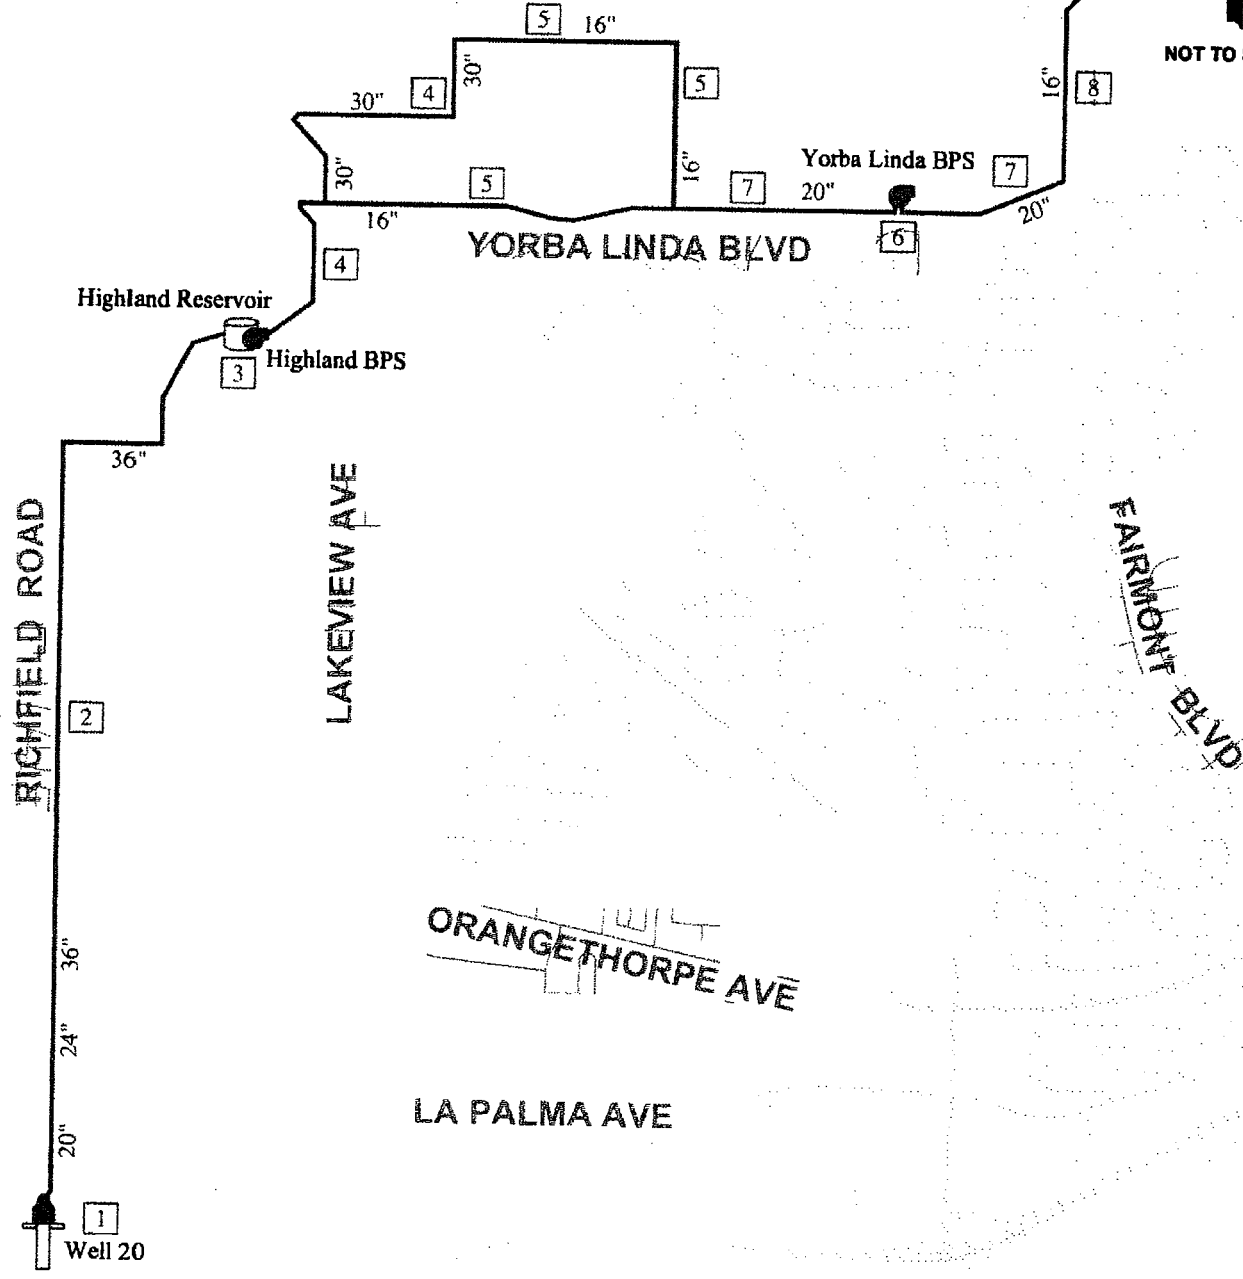 5 16"
NOT TO
30"
4
30"
5
16"
8
Yorba Linda BPS
30"
5
16"
7
20"
7
20"
16"
6
YORBA LINDA BLVD
4
Highland Reservoir
Highland BPS
3
36"
RICHFIELD ROAD
LAKEVIEW AVE
FAIRMONT BLVD
2
ORANGETHORPE AVE
36"
24"
LA PALMA AVE
20"
1
Well 20